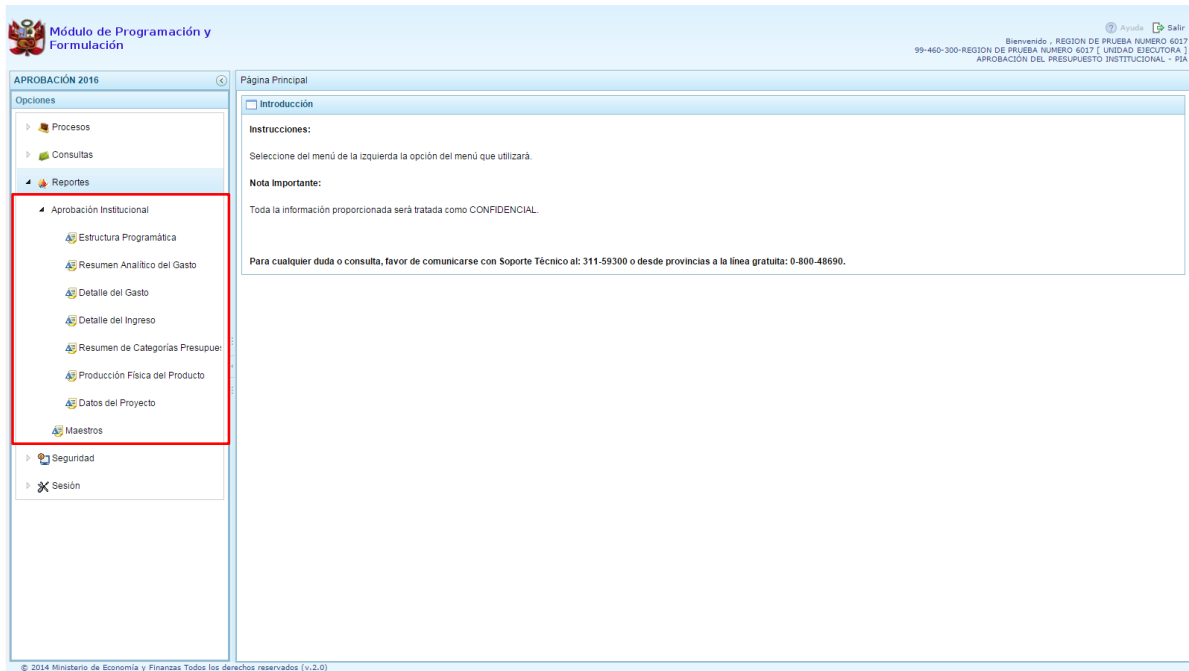 Módulo de Programación y
Formulación
Ayuda Salir
Bienvenido , REGION DE PRUEBA NUMERO 6017
99-460-300-REGION DE PRUEBA NUMERO 6017 [ UNIDAD EJECUTORA ]
APROBACIÓN DEL PRESUPUESTO INSTITUCIONAL - PIA
APROBACIÓN 2016
Opciones
Procesos
Consultas
Reportes
Aprobación Institucional
Estructura Programática
Resumen Analítico del Gasto
Detalle del Gasto
Detalle del Ingreso
Resumen de Categorías Presupues
Producción Física del Producto
Datos del Proyecto
Maestros
Seguridad
Sesión
Página Principal
Introducción
Instrucciones:
Seleccione del menú de la izquierda la opción del menú que utilizará.
Nota Importante:
Toda la información proporcionada será tratada como CONFIDENCIAL.
Para cualquier duda o consulta, favor de comunicarse con Soporte Técnico al: 311-59300 o desde provincias a la línea gratuita: 0-800-48690.
© 2014 Ministerio de Economía y Finanzas Todos los derechos reservados (v.2.0)